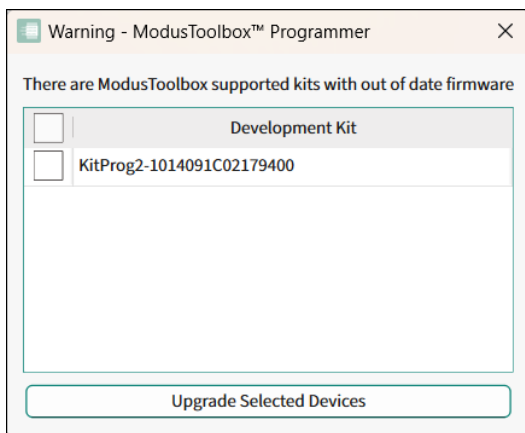 Warning - ModusToolbox™ Programmer
There are ModusToolbox supported kits with out of date firmware
Development Kit
KitProg2-1014091C02179400
Upgrade Selected Devices